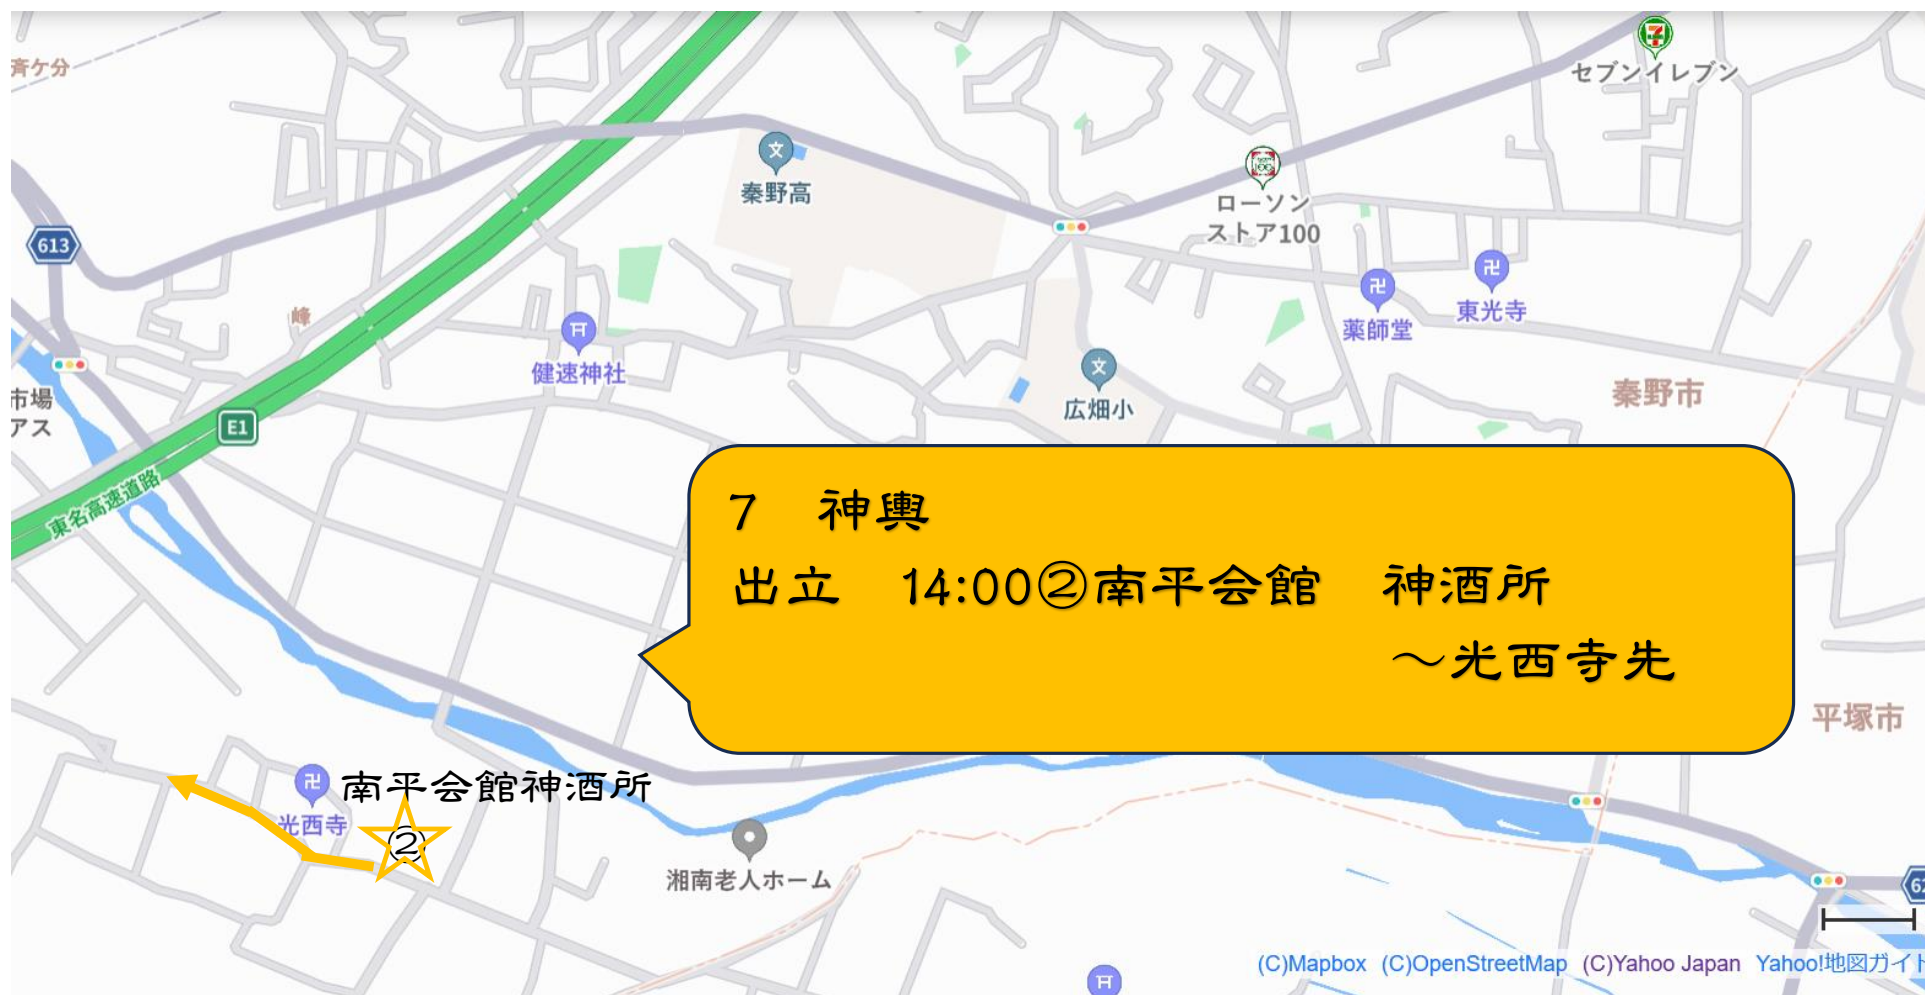 斉ケ分
セブンイレブン
秦野高
ローソン
ストア100
613
東光寺
薬師堂
峰
健速神社
市場
アス
広畑小
秦野市
E1
東名高速道路
7 神輿
出立 14:00②南平会館 神酒所
～光西寺先
平塚市
南平会館神酒所
光西寺
②
湘南老人ホーム
62
(C)Mapbox (C)OpenStreetMap (C)Yahoo Japan Yahoo!地図ガイド